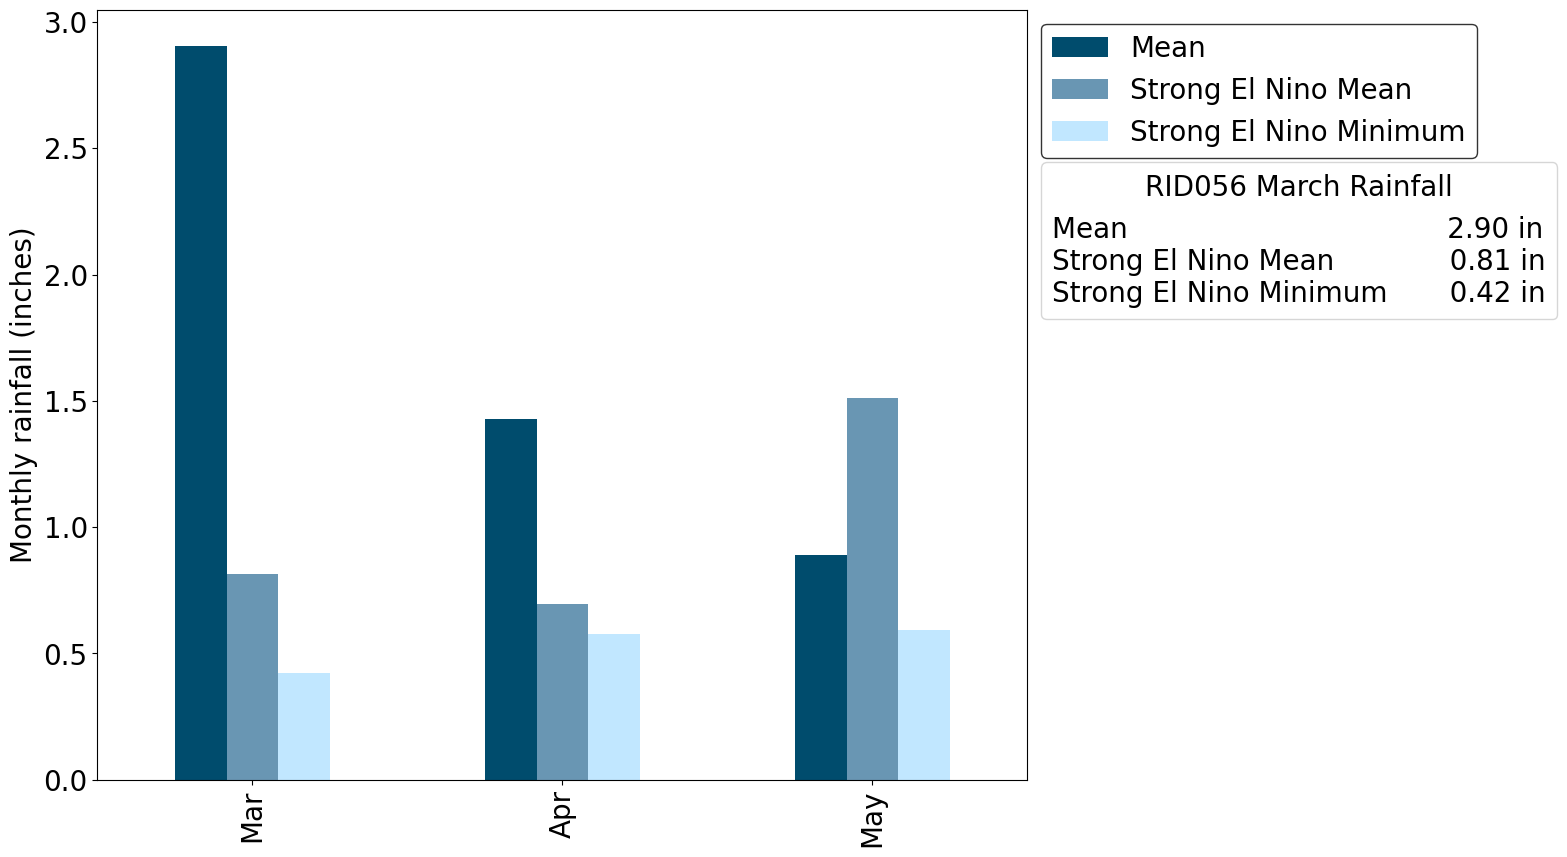 Monthly rainfall (inches)
3.0
2.5
2.0
1.5
1.0
0.5
0.0
Mar
Apr
May
Mean
Strong El Nino Mean
Strong El Nino Minimum
RID056 March Rainfall
Mean 2.90 in
Strong El Nino Mean 0.81 in
Strong El Nino Minimum 0.42 in